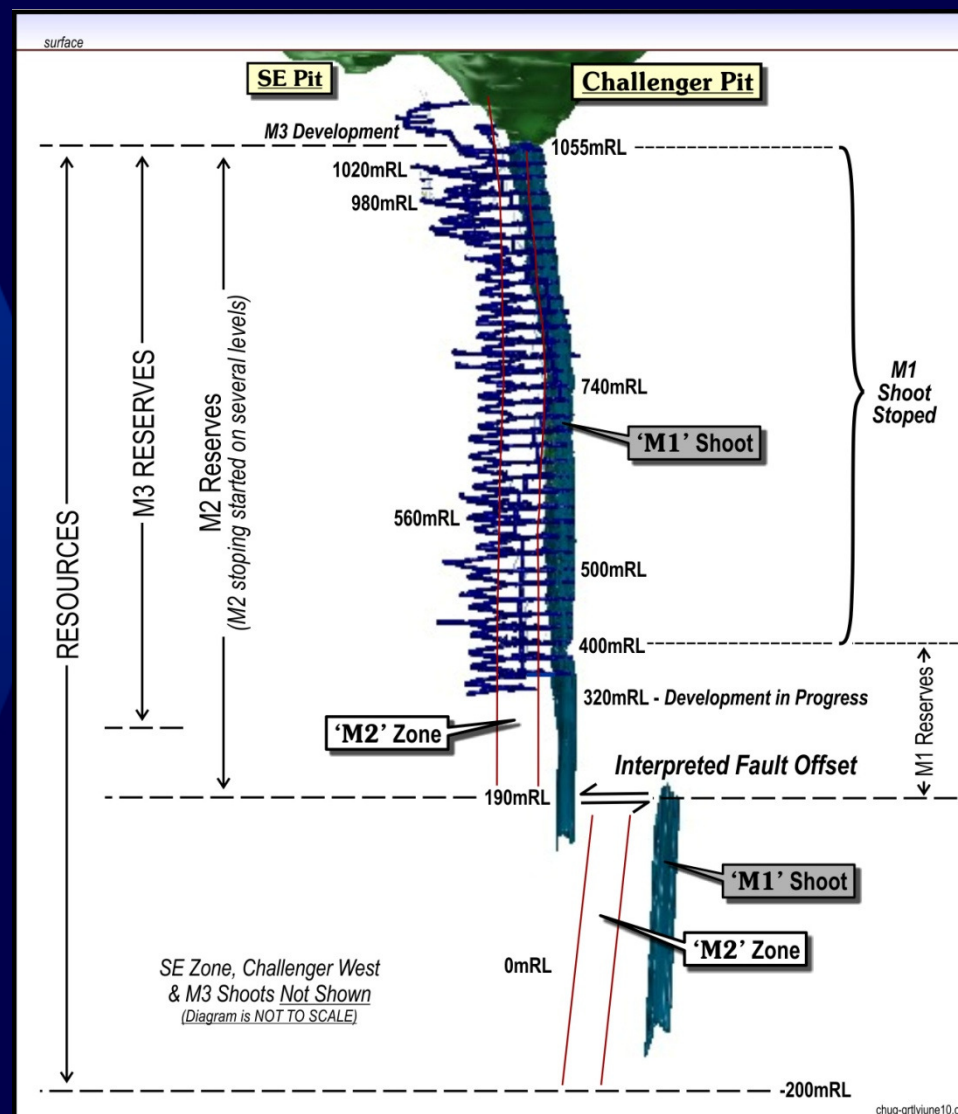 surface
SE Pit
Challenger Pit
M3 Development
1055mRL
1020mRL
980mRL
740mRL
M1
Shoot
Stoped
'M1' Shoot
560mRL
500mRL
400mRL
320mRL - Development in Progress
'M2' Zone
Interpreted Fault Offset
190mRL
'M1' Shoot
'M2' Zone
0mRL
SE Zone, Challenger West
& M3 Shoots Not Shown
(Diagram is NOT TO SCALE)
-200mRL
RESOURCES
M3 RESERVES
M2 Reserves
(M2 stoping started on several levels)
M1 Reserves